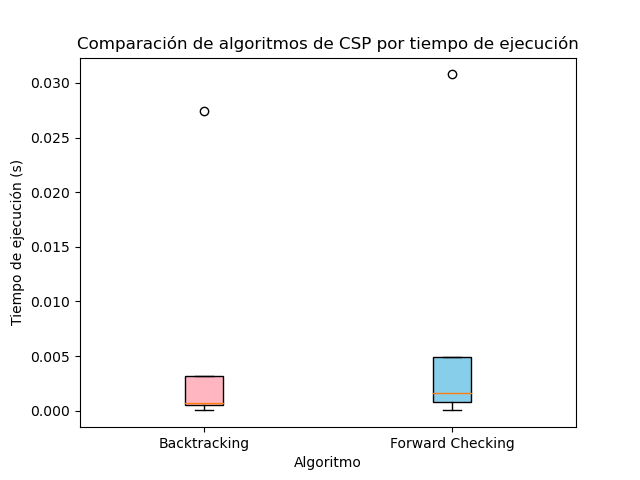 Comparación de algoritmos de CSP por tiempo de ejecución
0.030
0.025
0.020
0.015
0.010
0.005
0.000
Tiempo de ejecución (s)
Backtracking
Forward Checking
Algoritmo